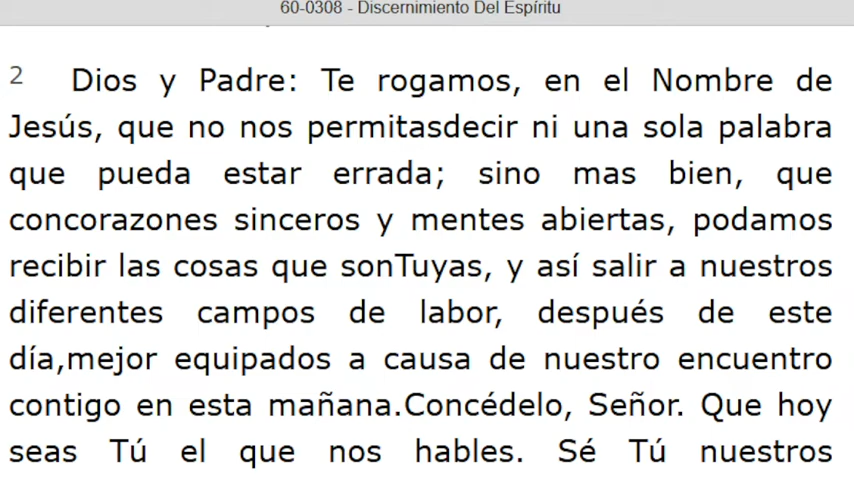 60-0308 - Discernimiento Del Espíritu
2 Dios y Padre: Te rogamos, en el Nombre de
Jesús, que no nos permitasdecir ni una sola palabra
que pueda estar errada; sino mas bien, que
concorazones sinceros y mentes abiertas, podamos
recibir las cosas que sonTuyas, y así salir a nuestros
diferentes campos de labor, después de este
día,mejor equipados a causa de nuestro encuentro
contigo en esta mañana.Concédelo, Señor. Que hoy
seas Tú el que nos hables. Sé Tú nuestros